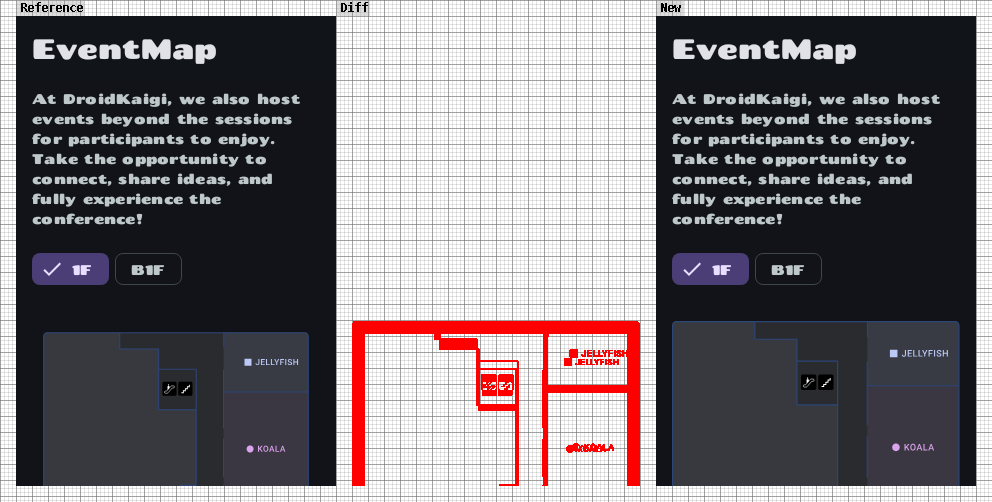 Reference
Diff
New
EventMap
At DroidKaigi, we also host
events beyond the sessions
for participants to enjoy.
Take the opportunity to
connect, share ideas, and
fully experience the
conference!
1F
B1F
JELLYFISH
KOALA
JELLYFISH
JELLYFISH
KOALA
EventMap
At DroidKaigi, we also host
events beyond the sessions
for participants to enjoy.
Take the opportunity to
connect, share ideas, and
fully experience the
conference!
1F
B1F
JELLYFISH
KOALA